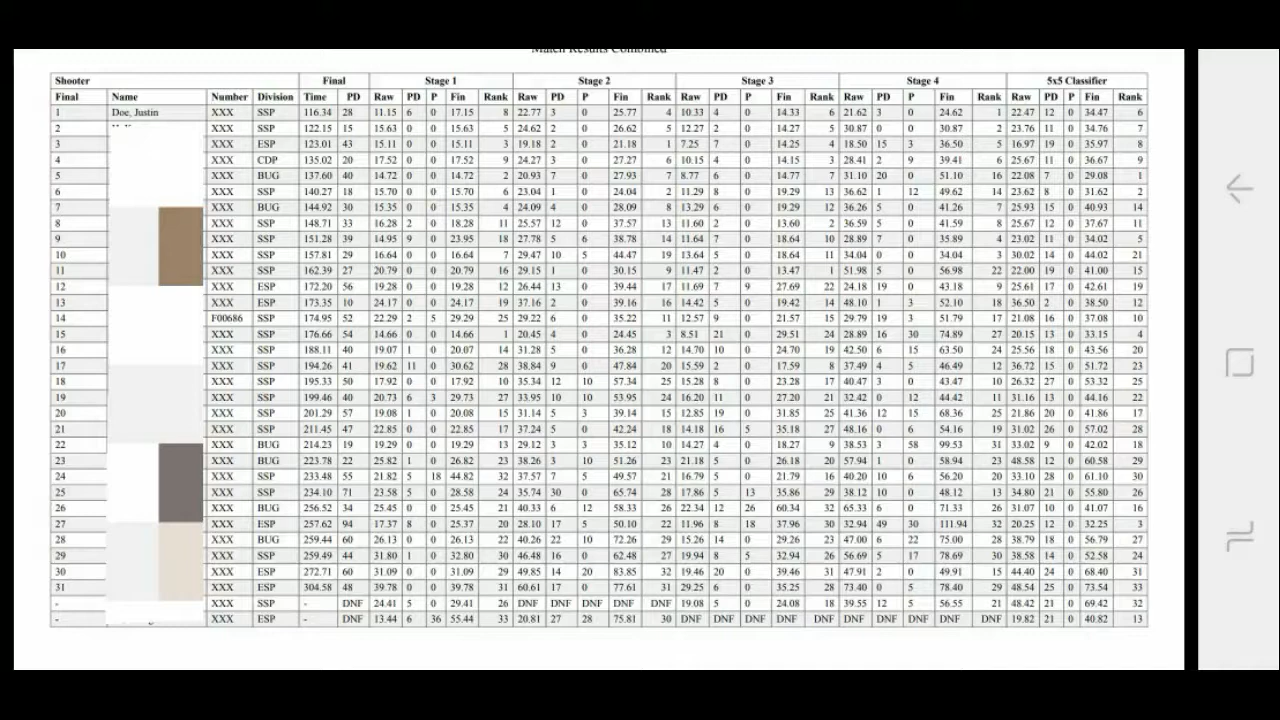 Match Results Combined
Shooter Final Stage 1 Stage 2 Stage 3 Stage 4 5x5 Classifier
Final Name Number Division Time PD Raw PD P Fin Rank Raw PD P Fin Rank Raw PD P Fin Rank Raw PD P Fin Rank Raw PD P Fin Rank
1 Doe, Justin XXX SSP 116.34 28 11.15 6 0 17.15 8 22.77 3 0 25.77 4 10.33 4 0 14.33 6 21.62 3 0 24.62 1 22.47 12 0 34.47 6
2 XXX SSP 122.15 15 15.63 0 0 15.63 5 24.62 2 0 26.62 5 12.27 2 0 14.27 5 30.87 0 0 30.87 2 23.76 11 0 34.76 7
3 XXX ESP 123.01 43 15.11 0 0 15.11 3 19.18 2 0 21.18 1 7.25 7 0 14.25 4 18.50 15 3 36.50 5 16.97 19 0 35.97 8
4 XXX CDP 135.02 20 17.52 0 0 17.52 9 24.27 3 0 27.27 6 10.15 4 0 14.15 3 28.41 2 9 39.41 6 25.67 11 0 36.67 9
5 XXX BUG 137.60 40 14.72 0 0 14.72 2 20.93 7 0 27.93 7 8.77 6 0 14.77 7 31.10 20 0 51.10 16 22.08 7 0 29.08 1
6 XXX SSP 140.27 18 15.70 0 0 15.70 6 23.04 1 0 24.04 2 11.29 8 0 19.29 13 36.62 1 12 49.62 14 23.62 8 0 31.62 2
7 XXX BUG 144.92 30 15.35 0 0 15.35 4 24.09 4 0 28.09 8 13.29 6 0 19.29 12 36.26 5 0 41.26 7 25.93 15 0 40.93 14
8 XXX SSP 148.71 33 16.28 2 0 18.28 11 25.57 12 0 37.57 13 11.60 2 0 13.60 2 36.59 5 0 41.59 8 25.67 12 0 37.67 11
9 XXX SSP 151.28 39 14.95 9 0 23.95 18 27.78 5 6 38.78 14 11.64 7 0 18.64 10 28.89 7 0 35.89 4 23.02 11 0 34.02 5
10 XXX SSP 157.81 29 16.64 0 0 16.64 7 29.47 10 5 44.47 19 13.64 5 0 18.64 11 34.04 0 0 34.04 3 30.02 14 0 44.02 21
11 XXX SSP 162.39 27 20.79 0 0 20.79 16 29.15 1 0 30.15 9 11.47 2 0 13.47 1 51.98 5 0 56.98 22 22.00 19 0 41.00 15
12 XXX ESP 172.20 56 19.28 0 0 19.28 12 26.44 13 0 39.44 17 11.69 7 9 27.69 22 24.18 19 0 43.18 9 25.61 17 0 42.61 19
13 XXX ESP 173.35 10 24.17 0 0 24.17 19 37.16 2 0 39.16 16 14.42 5 0 19.42 14 48.10 1 3 52.10 18 36.50 2 0 38.50 12
14 F00686 SSP 174.95 52 22.29 2 5 29.29 25 29.22 6 0 35.22 11 12.57 9 0 21.57 15 29.79 19 3 51.79 17 21.08 16 0 37.08 10
15 XXX SSP 176.66 54 14.66 0 0 14.66 1 20.45 4 0 24.45 3 8.51 21 0 29.51 24 28.89 16 30 74.89 27 20.15 13 0 33.15 4
16 XXX SSP 188.11 40 19.07 1 0 20.07 14 31.28 5 0 36.28 12 14.70 10 0 24.70 19 42.50 6 15 63.50 24 25.56 18 0 43.56 20
17 XXX SSP 194.26 41 19.62 11 0 30.62 28 38.84 9 0 47.84 20 15.59 2 0 17.59 8 37.49 4 5 46.49 12 36.72 15 0 51.72 23
18 XXX SSP 195.33 50 17.92 0 0 17.92 10 35.34 12 10 57.34 25 15.28 8 0 23.28 17 40.47 3 0 43.47 10 26.32 27 0 53.32 25
19 XXX SSP 199.46 40 20.73 6 3 29.73 27 33.95 10 10 53.95 24 16.20 11 0 27.20 21 32.42 0 12 44.42 11 31.16 13 0 44.16 22
20 XXX SSP 201.29 57 19.08 1 0 20.08 15 31.14 5 3 39.14 15 12.85 19 0 31.85 25 41.36 12 15 68.36 25 21.86 20 0 41.86 17
21 XXX SSP 211.45 47 22.85 0 0 22.85 17 37.24 5 0 42.24 18 14.18 16 5 35.18 27 48.16 0 6 54.16 19 31.02 26 0 57.02 28
22 XXX BUG 214.23 19 19.29 0 0 19.29 13 29.12 3 3 35.12 10 14.27 4 0 18.27 9 38.53 3 58 99.53 31 33.02 9 0 42.02 18
23 XXX BUG 223.78 22 25.82 1 0 26.82 23 38.26 3 10 51.26 23 21.18 5 0 26.18 20 57.94 1 0 58.94 23 48.58 12 0 60.58 29
24 XXX SSP 233.48 55 21.82 5 18 44.82 32 37.57 7 5 49.57 21 16.79 5 0 21.79 16 40.20 10 6 56.20 20 33.10 28 0 61.10 30
25 XXX SSP 234.10 71 23.58 5 0 28.58 24 35.74 30 0 65.74 28 17.86 5 13 35.86 29 38.12 10 0 48.12 13 34.80 21 0 55.80 26
26 XXX BUG 256.52 34 25.45 0 0 25.45 21 40.33 6 12 58.33 26 22.34 12 26 60.34 32 65.33 6 0 71.33 26 31.07 10 0 41.07 16
27 XXX ESP 257.62 94 17.37 8 0 25.37 20 28.10 17 5 50.10 22 11.96 8 18 37.96 30 32.94 49 30 111.94 32 20.25 12 0 32.25 3
28 XXX BUG 259.44 60 26.13 0 0 26.13 22 40.26 22 10 72.26 29 15.26 14 0 29.26 23 47.00 6 22 75.00 28 38.79 18 0 56.79 27
29 XXX SSP 259.49 44 31.80 1 0 32.80 30 46.48 16 0 62.48 27 19.94 8 5 32.94 26 56.69 5 17 78.69 30 38.58 14 0 52.58 24
30 XXX ESP 272.71 60 31.09 0 0 31.09 29 49.85 14 20 83.85 32 19.46 20 0 39.46 31 47.91 2 0 49.91 15 44.40 24 0 68.40 31
31 XXX ESP 304.58 48 39.78 0 0 39.78 31 60.61 17 0 77.61 31 29.25 6 0 35.25 28 73.40 0 5 78.40 29 48.54 25 0 73.54 33
- XXX SSP - DNF 24.41 5 0 29.41 26 DNF DNF DNF DNF DNF 19.08 5 0 24.08 18 39.55 12 5 56.55 21 48.42 21 0 69.42 32
- XXX ESP - DNF 13.44 6 36 55.44 33 20.81 27 28 75.81 30 DNF DNF DNF DNF DNF DNF DNF DNF DNF DNF 19.82 21 0 40.82 13